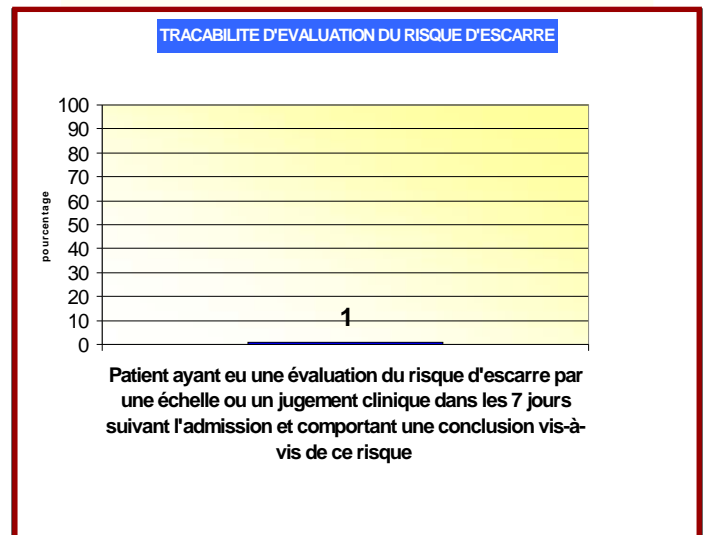 TRACABILITE D'EVALUATION DU RISQUE D'ESCARRE
100
90
80
70
60
50
40
30
20
10
0
pourcentage
1
Patient ayant eu une évaluation du risque d'escarre par
une échelle ou un jugement clinique dans les 7 jours
suivant l'admission et comportant une conclusion vis-à-
vis de ce risque